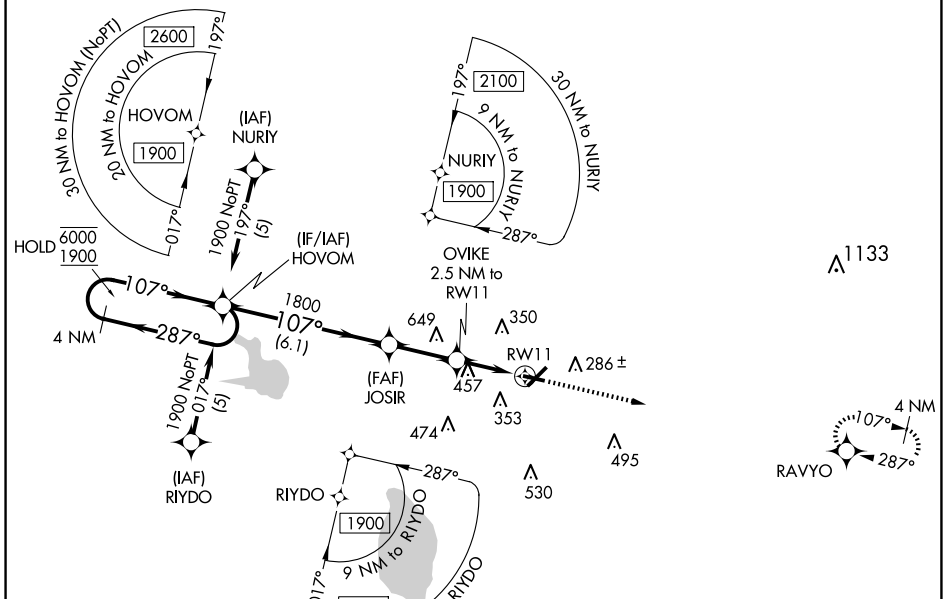 30 NM to HOVOM (NoPT)
20 NM to HOVOM
2600
197°
HOVOM
1900
017°
(IAF)
NURIY
1900 NoPT
197°
(5)
HOLD 6000
1900
107°
287°
4 NM
(IF/IAF)
HOVOM
1800
107°
(6.1)
1900 NoPT
017°
(5)
(IAF)
RIYDO
(FAF)
JOSIR
197°
2100
30 NM to NURIY
9 NM to NURIY
NURIY
1900
287°
OVIKE
2.5 NM to
RW11
649
350
RW11
457
286 ±
353
474
495
530
1133
4 NM
107°
287°
RAVYO
RIYDO
287°
1900
9 NM to RIYDO
017°
RIYDO